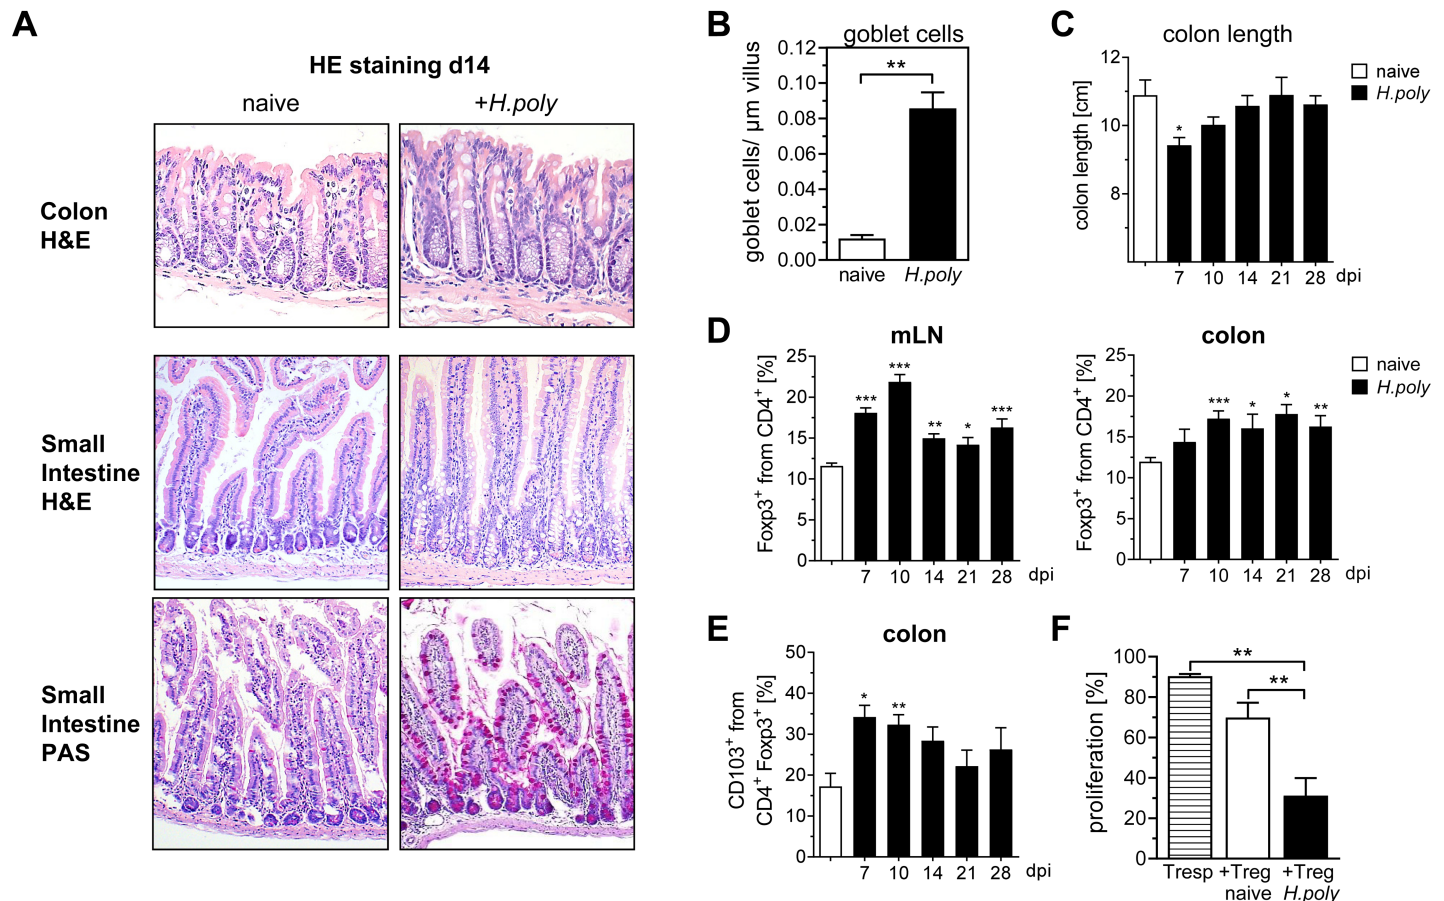 A
HE staining d14
naive
+H.poly
Colon
H&E
Small
Intestine
H&E
Small
Intestine
PAS
B
goblet cells
goblet cells/ µm villus
0.12
0.10
0.08
0.06
0.04
0.02
0.00
**
naive
H.poly
C
colon length
colon length [cm]
12
10
8
*
7 10 14 21 28 dpi
naive
H.poly
D
mLN
Foxp3⁺ from CD4⁺ [%]
25
20
15
10
5
0
*** *** ** * ***
7 10 14 21 28 dpi
colon
Foxp3⁺ from CD4⁺ [%]
25
20
15
10
5
0
*** * * **
7 10 14 21 28 dpi
naive
H.poly
E
colon
CD103⁺ from
CD4⁺ Foxp3⁺ [%]
50
40
30
20
10
0
* **
7 10 14 21 28 dpi
F
proliferation [%]
100
80
60
40
20
0
**
**
Tresp +Treg +Treg
naive H.poly